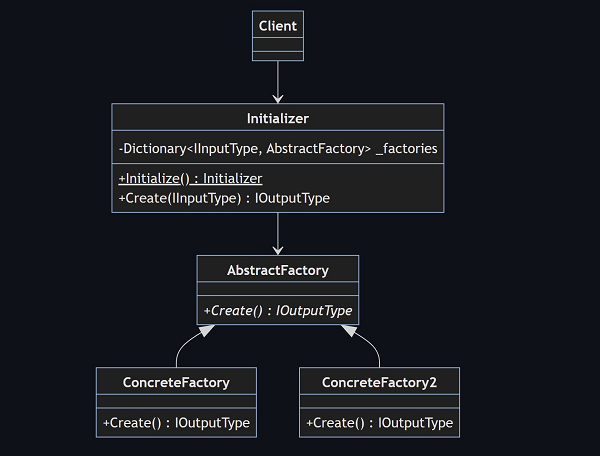 Client
Initializer
-Dictionary<IInputType, AbstractFactory> _factories
+Initialize() : Initializer
+Create(IInputType) : IOutputType
AbstractFactory
+Create() : IOutputType
ConcreteFactory
+Create() : IOutputType
ConcreteFactory2
+Create() : IOutputType